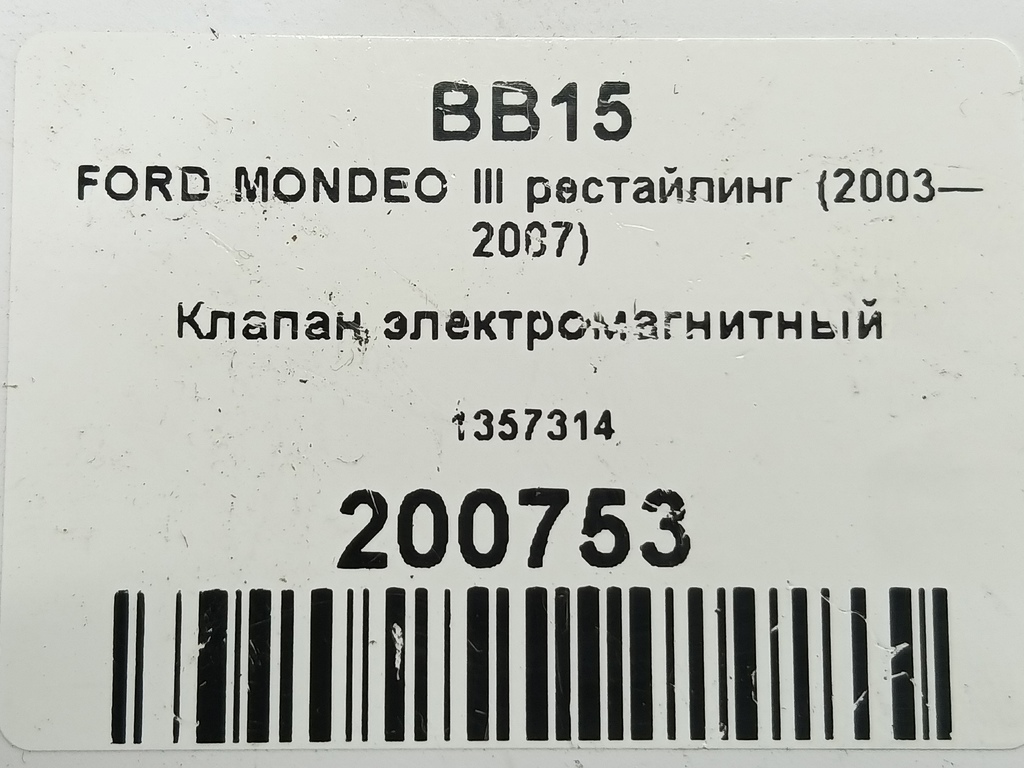 BB15
FORD MONDEO III рестайлинг (2003—
2007)
Клапан электромагнитный
1357314
200753